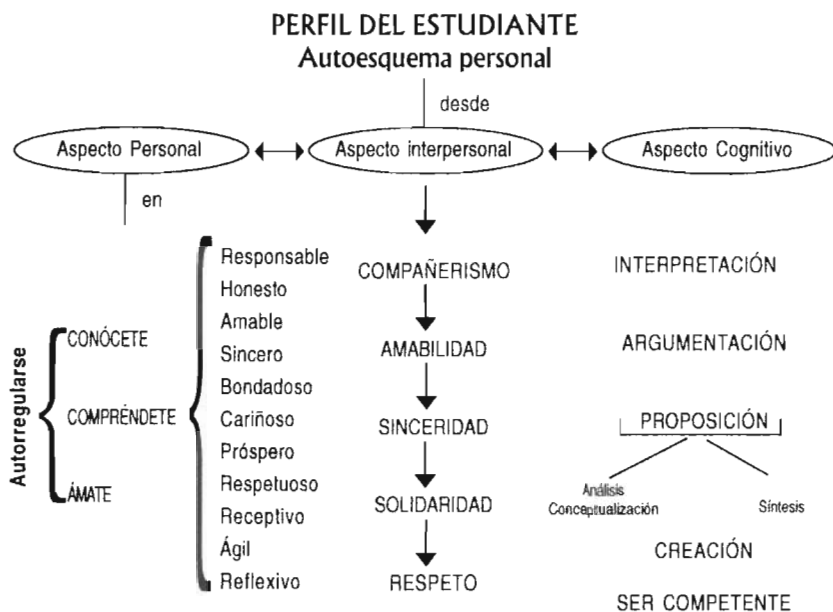 PERFIL DEL ESTUDIANTE
Autoesquema personal
desde
Aspecto Personal
Aspecto interpersonal
Aspecto Cognitivo
en
Autorregularse
CONÓCETE
COMPRÉNDETE
ÁMATE
Responsable
Honesto
Amable
Sincero
Bondadoso
Cariñoso
Próspero
Respetuoso
Receptivo
Ágil
Reflexivo
COMPAÑERISMO
AMABILIDAD
SINCERIDAD
SOLIDARIDAD
RESPETO
INTERPRETACIÓN
ARGUMENTACIÓN
PROPOSICIÓN
Análisis
Conceptualización
Síntesis
CREACIÓN
SER COMPETENTE